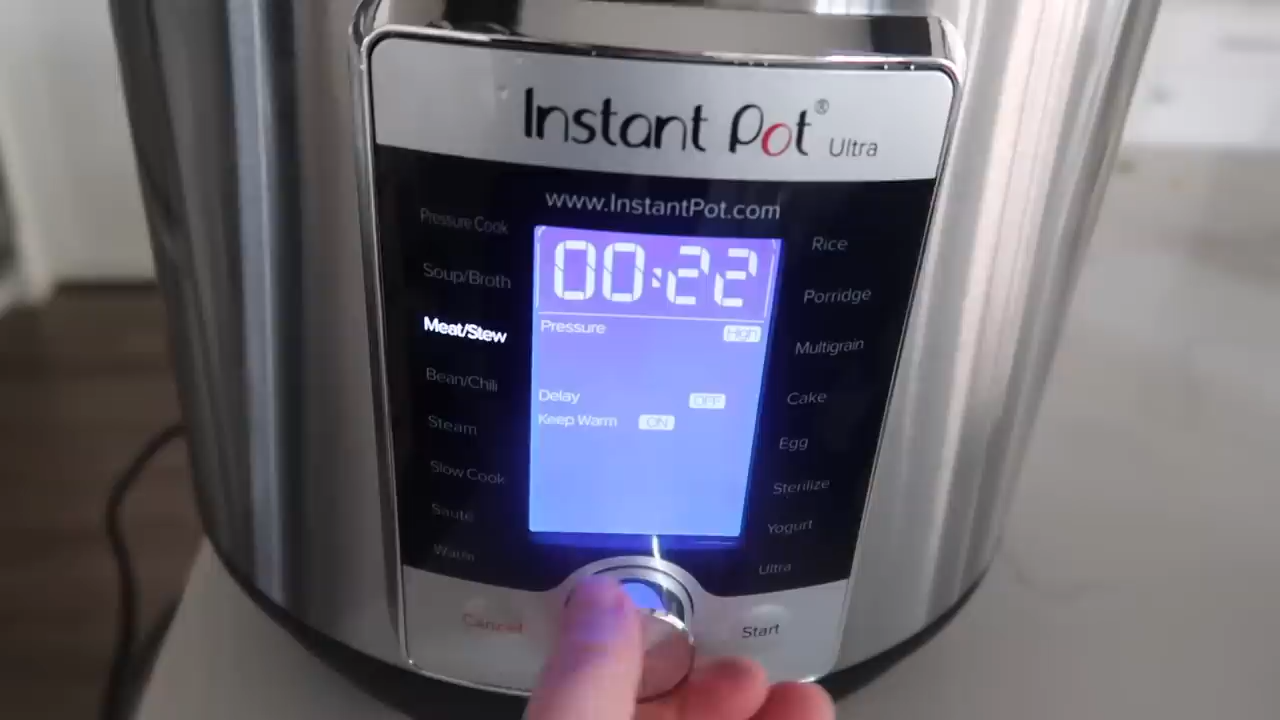 Instant Pot® Ultra
www.InstantPot.com
Pressure Cook
Soup/Broth
Meat/Stew
Bean/Chili
Steam
Slow Cook
Sauté
Warm
00:22
Pressure High
Delay OFF
Keep Warm ON
Rice
Porridge
Multigrain
Cake
Egg
Sterilize
Yogurt
Ultra
Cancel
Start